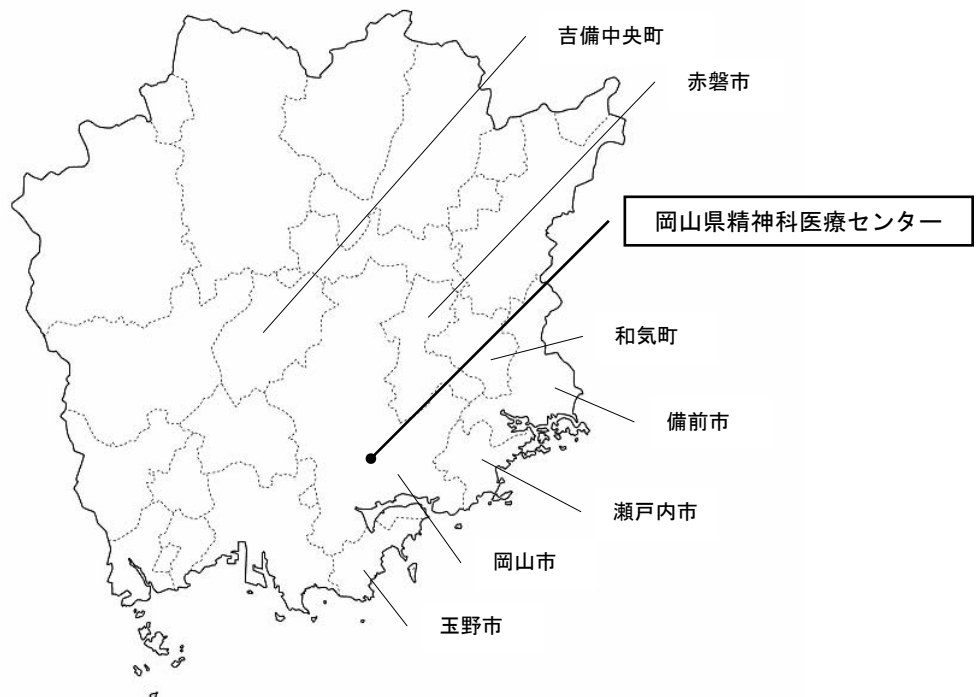 吉備中央町
赤磐市
岡山県精神科医療センター
和気町
備前市
瀬戸内市
岡山市
玉野市